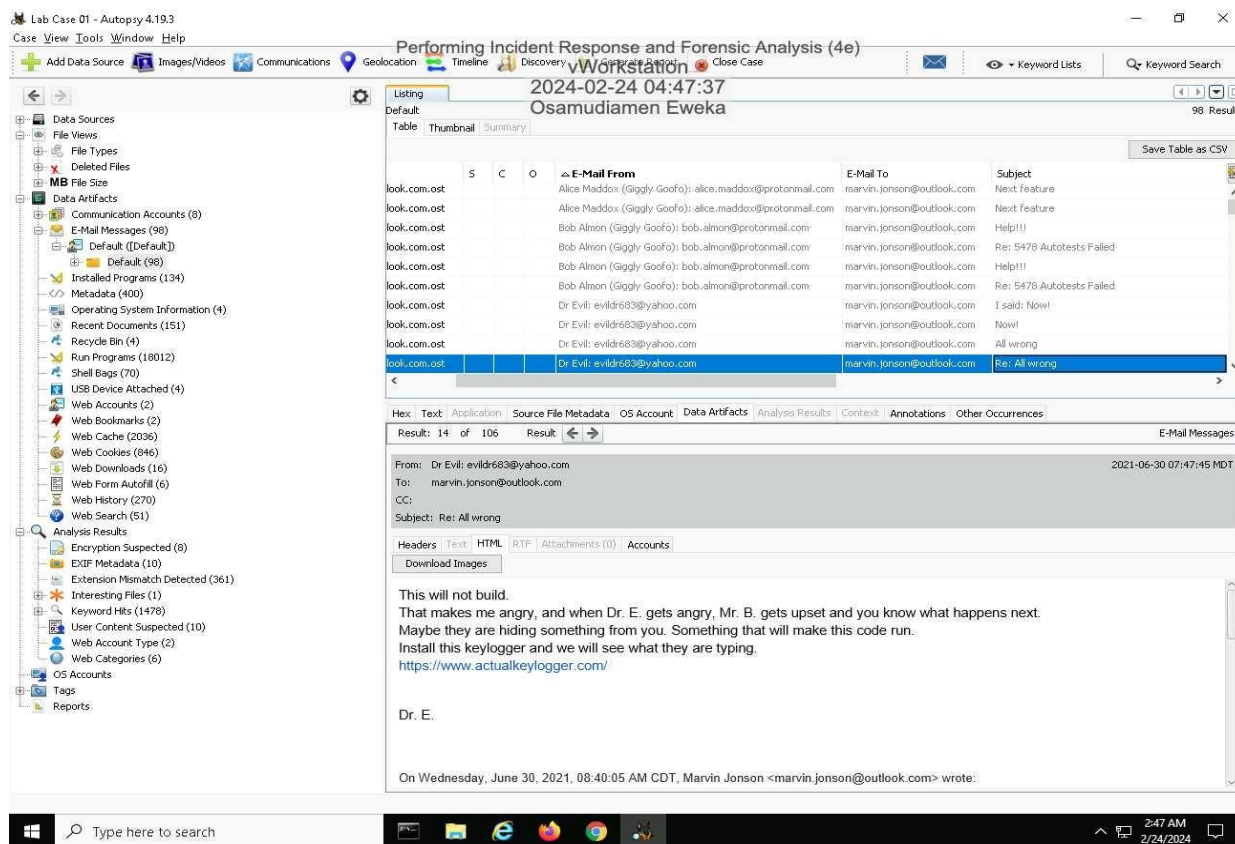 Lab Case 01 - Autopsy 4.19.3
Case View Tools Window Help
Performing Incident Response and Forensic Analysis (4e)
Add Data Source Images/Videos Communications Geolocation Timeline Discovery Close Case Keyword Lists Keyword Search
vWorkstation
2024-02-24 04:47:37
Osamudiamen Eweka
Data Sources
File Views
File Types
Deleted Files
MB File Size
Data Artifacts
Communication Accounts (8)
E-Mail Messages (98)
Default ([Default])
Default (98)
Installed Programs (134)
Metadata (400)
Operating System Information (4)
Recent Documents (151)
Recycle Bin (4)
Run Programs (18012)
Shell Bags (70)
USB Device Attached (4)
Web Accounts (2)
Web Bookmarks (2)
Web Cache (2036)
Web Cookies (846)
Web Downloads (16)
Web Form Autofill (6)
Web History (270)
Web Search (51)
Analysis Results
Encryption Suspected (8)
EXIF Metadata (10)
Extension Mismatch Detected (361)
Interesting Files (1)
Keyword Hits (1478)
User Content Suspected (10)
Web Account Type (2)
Web Categories (6)
OS Accounts
Tags
Reports
Listing
Default 98 Resul
Table Thumbnail Summary
Save Table as CSV
S C O E-Mail From E-Mail To Subject
look.com.ost Alice Maddox (Giggly Goofo): alice.maddox@protonmail.com marvin.jonson@outlook.com Next feature
look.com.ost Alice Maddox (Giggly Goofo): alice.maddox@protonmail.com marvin.jonson@outlook.com Next feature
look.com.ost Bob Almon (Giggly Goofo): bob.almon@protonmail.com marvin.jonson@outlook.com Help!!!
look.com.ost Bob Almon (Giggly Goofo): bob.almon@protonmail.com marvin.jonson@outlook.com Re: 5478 Autotests Failed
look.com.ost Bob Almon (Giggly Goofo): bob.almon@protonmail.com marvin.jonson@outlook.com Help!!!
look.com.ost Bob Almon (Giggly Goofo): bob.almon@protonmail.com marvin.jonson@outlook.com Re: 5478 Autotests Failed
look.com.ost Dr Evil: evildr683@yahoo.com marvin.jonson@outlook.com I said: Now!
look.com.ost Dr Evil: evildr683@yahoo.com marvin.jonson@outlook.com Now!
look.com.ost Dr Evil: evildr683@yahoo.com marvin.jonson@outlook.com All wrong
look.com.ost Dr Evil: evildr683@yahoo.com marvin.jonson@outlook.com Re: All wrong
Hex Text Application Source File Metadata OS Account Data Artifacts Analysis Results Context Annotations Other Occurrences
Result: 14 of 106 Result E-Mail Messages
From: Dr Evil: evildr683@yahoo.com 2021-06-30 07:47:45 MDT
To: marvin.jonson@outlook.com
CC:
Subject: Re: All wrong
Headers Text HTML RTF Attachments (0) Accounts
Download Images
This will not build.
That makes me angry, and when Dr. E. gets angry, Mr. B. gets upset and you know what happens next.
Maybe they are hiding something from you. Something that will make this code run.
Install this keylogger and we will see what they are typing.
https://www.actualkeylogger.com/
Dr. E.
On Wednesday, June 30, 2021, 08:40:05 AM CDT, Marvin Jonson <marvin.jonson@outlook.com> wrote:
Type here to search
2:47 AM
2/24/2024